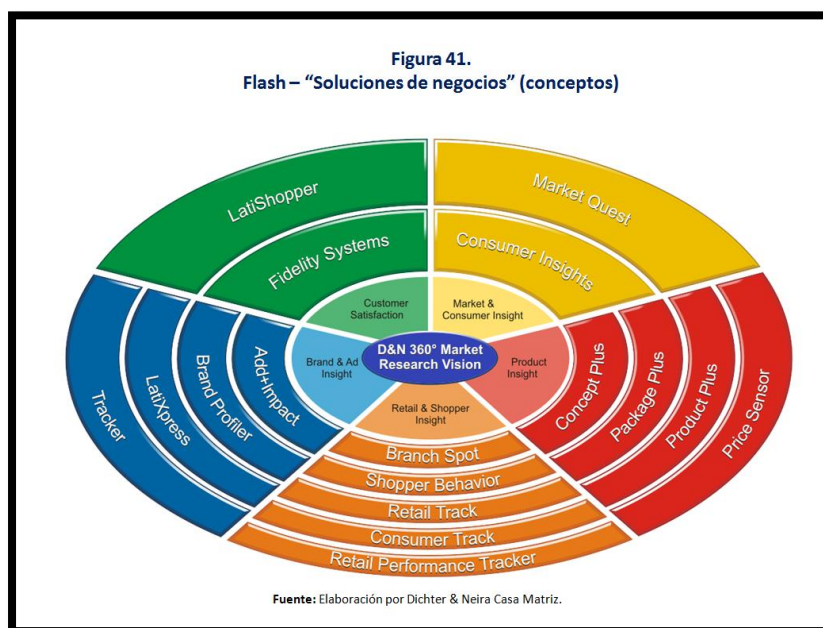 Figura 41.
Flash – “Soluciones de negocios” (conceptos)
LatiShopper
Fidelity Systems
Customer
Satisfaction
Market Quest
Consumer Insights
Market &
Consumer Insight
Tracker
LatiXpress
Brand Profiler
Add+Impact
Brand & Ad
Insight
D&N 360° Market
Research Vision
Product
Insight
Concept Plus
Package Plus
Product Plus
Price Sensor
Retail & Shopper
Insight
Branch Spot
Shopper Behavior
Retail Track
Consumer Track
Retail Performance Tracker
Fuente: Elaboración por Dichter & Neira Casa Matriz.